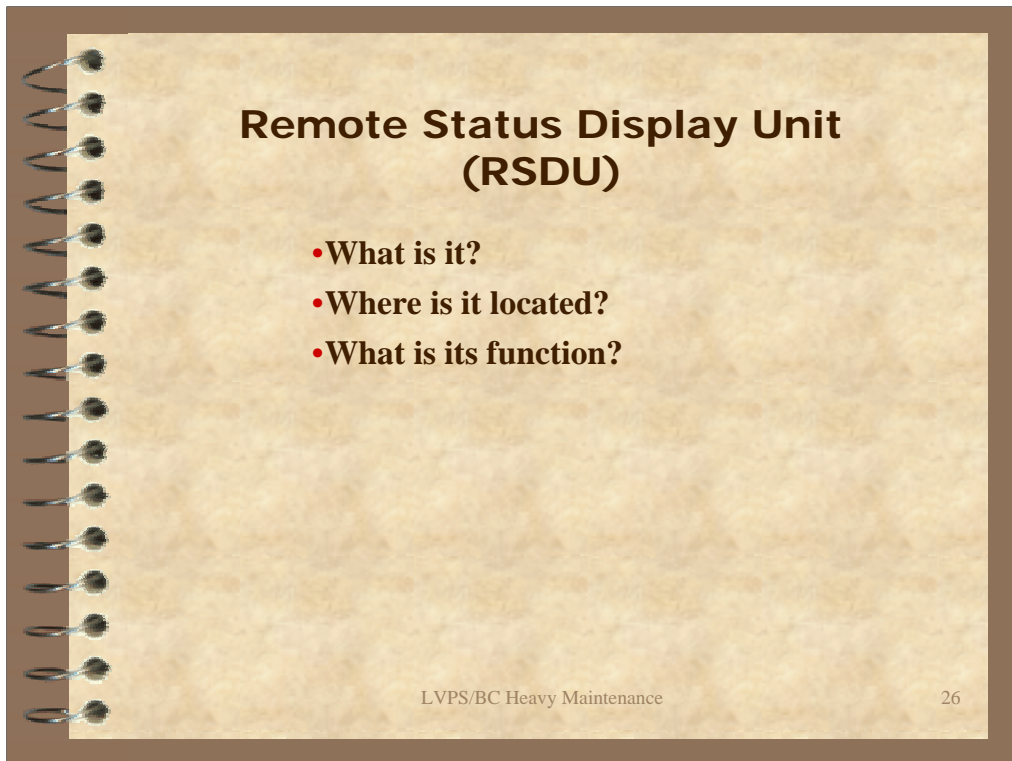 Remote Status Display Unit
(RSDU)
•What is it?
•Where is it located?
•What is its function?
LVPS/BC Heavy Maintenance
26